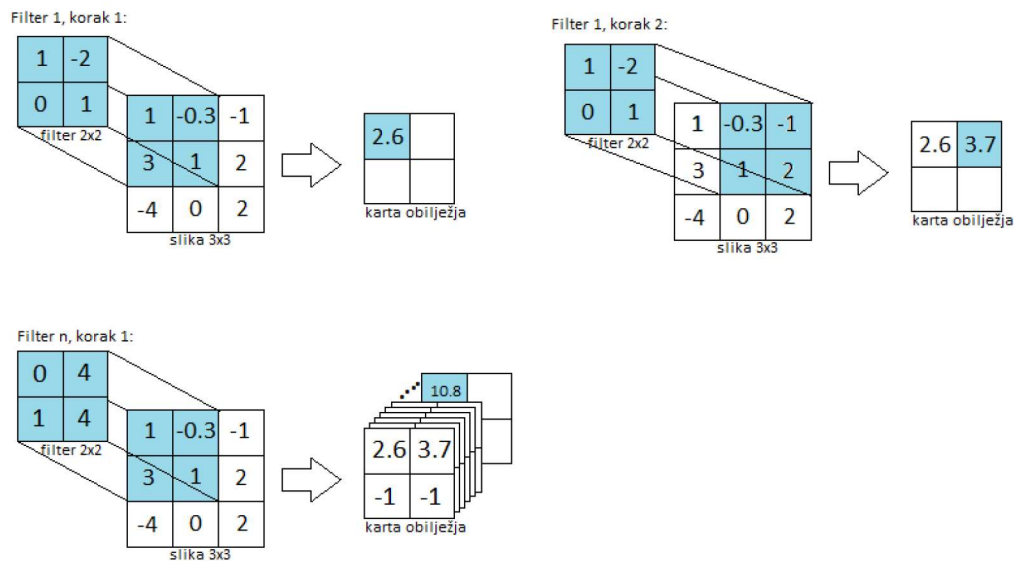 Filter 1, korak 1:
1 -2
0 1
filter 2x2
1 -0.3 -1
3 1 2
-4 0 2
slika 3x3
2.6
karta obilježja
Filter 1, korak 2:
1 -2
0 1
filter 2x2
1 -0.3 -1
3 1 2
-4 0 2
slika 3x3
2.6 3.7
karta obilježja
Filter n, korak 1:
0 4
1 4
filter 2x2
1 -0.3 -1
3 1 2
-4 0 2
slika 3x3
10.8
2.6 3.7
-1 -1
karta obilježja